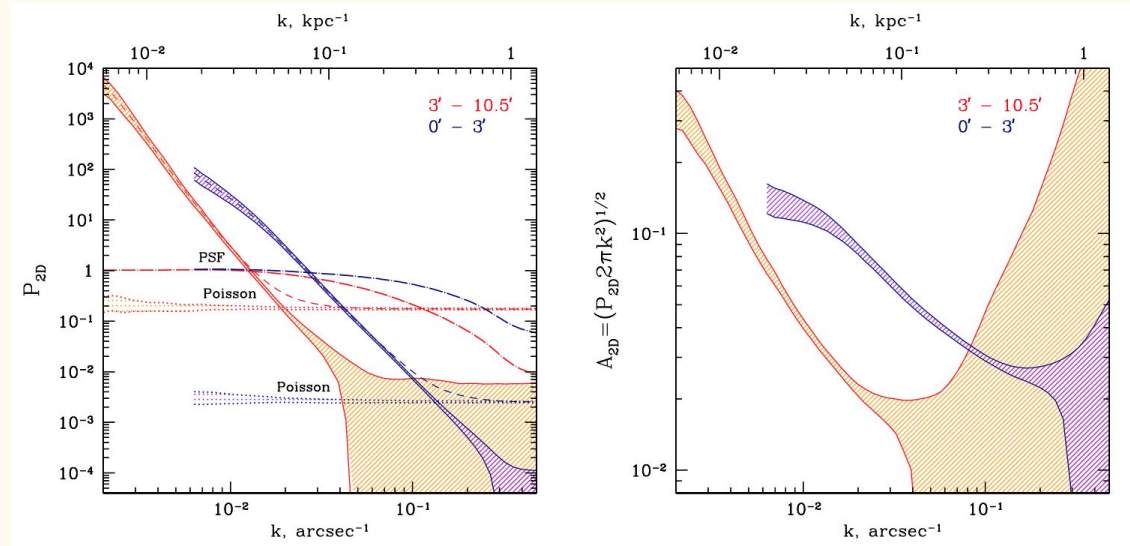 k, kpc⁻¹
10⁻² 10⁻¹ 1
10⁴
10³
10²
10
1
10⁻¹
10⁻²
10⁻³
10⁻⁴
P₂D
3′ − 10.5′
0′ − 3′
PSF
Poisson
Poisson
10⁻² 10⁻¹
k, arcsec⁻¹
k, kpc⁻¹
10⁻² 10⁻¹ 1
10⁻¹
10⁻²
A₂D=(P₂D2πk²)¹/²
3′ − 10.5′
0′ − 3′
10⁻² 10⁻¹
k, arcsec⁻¹